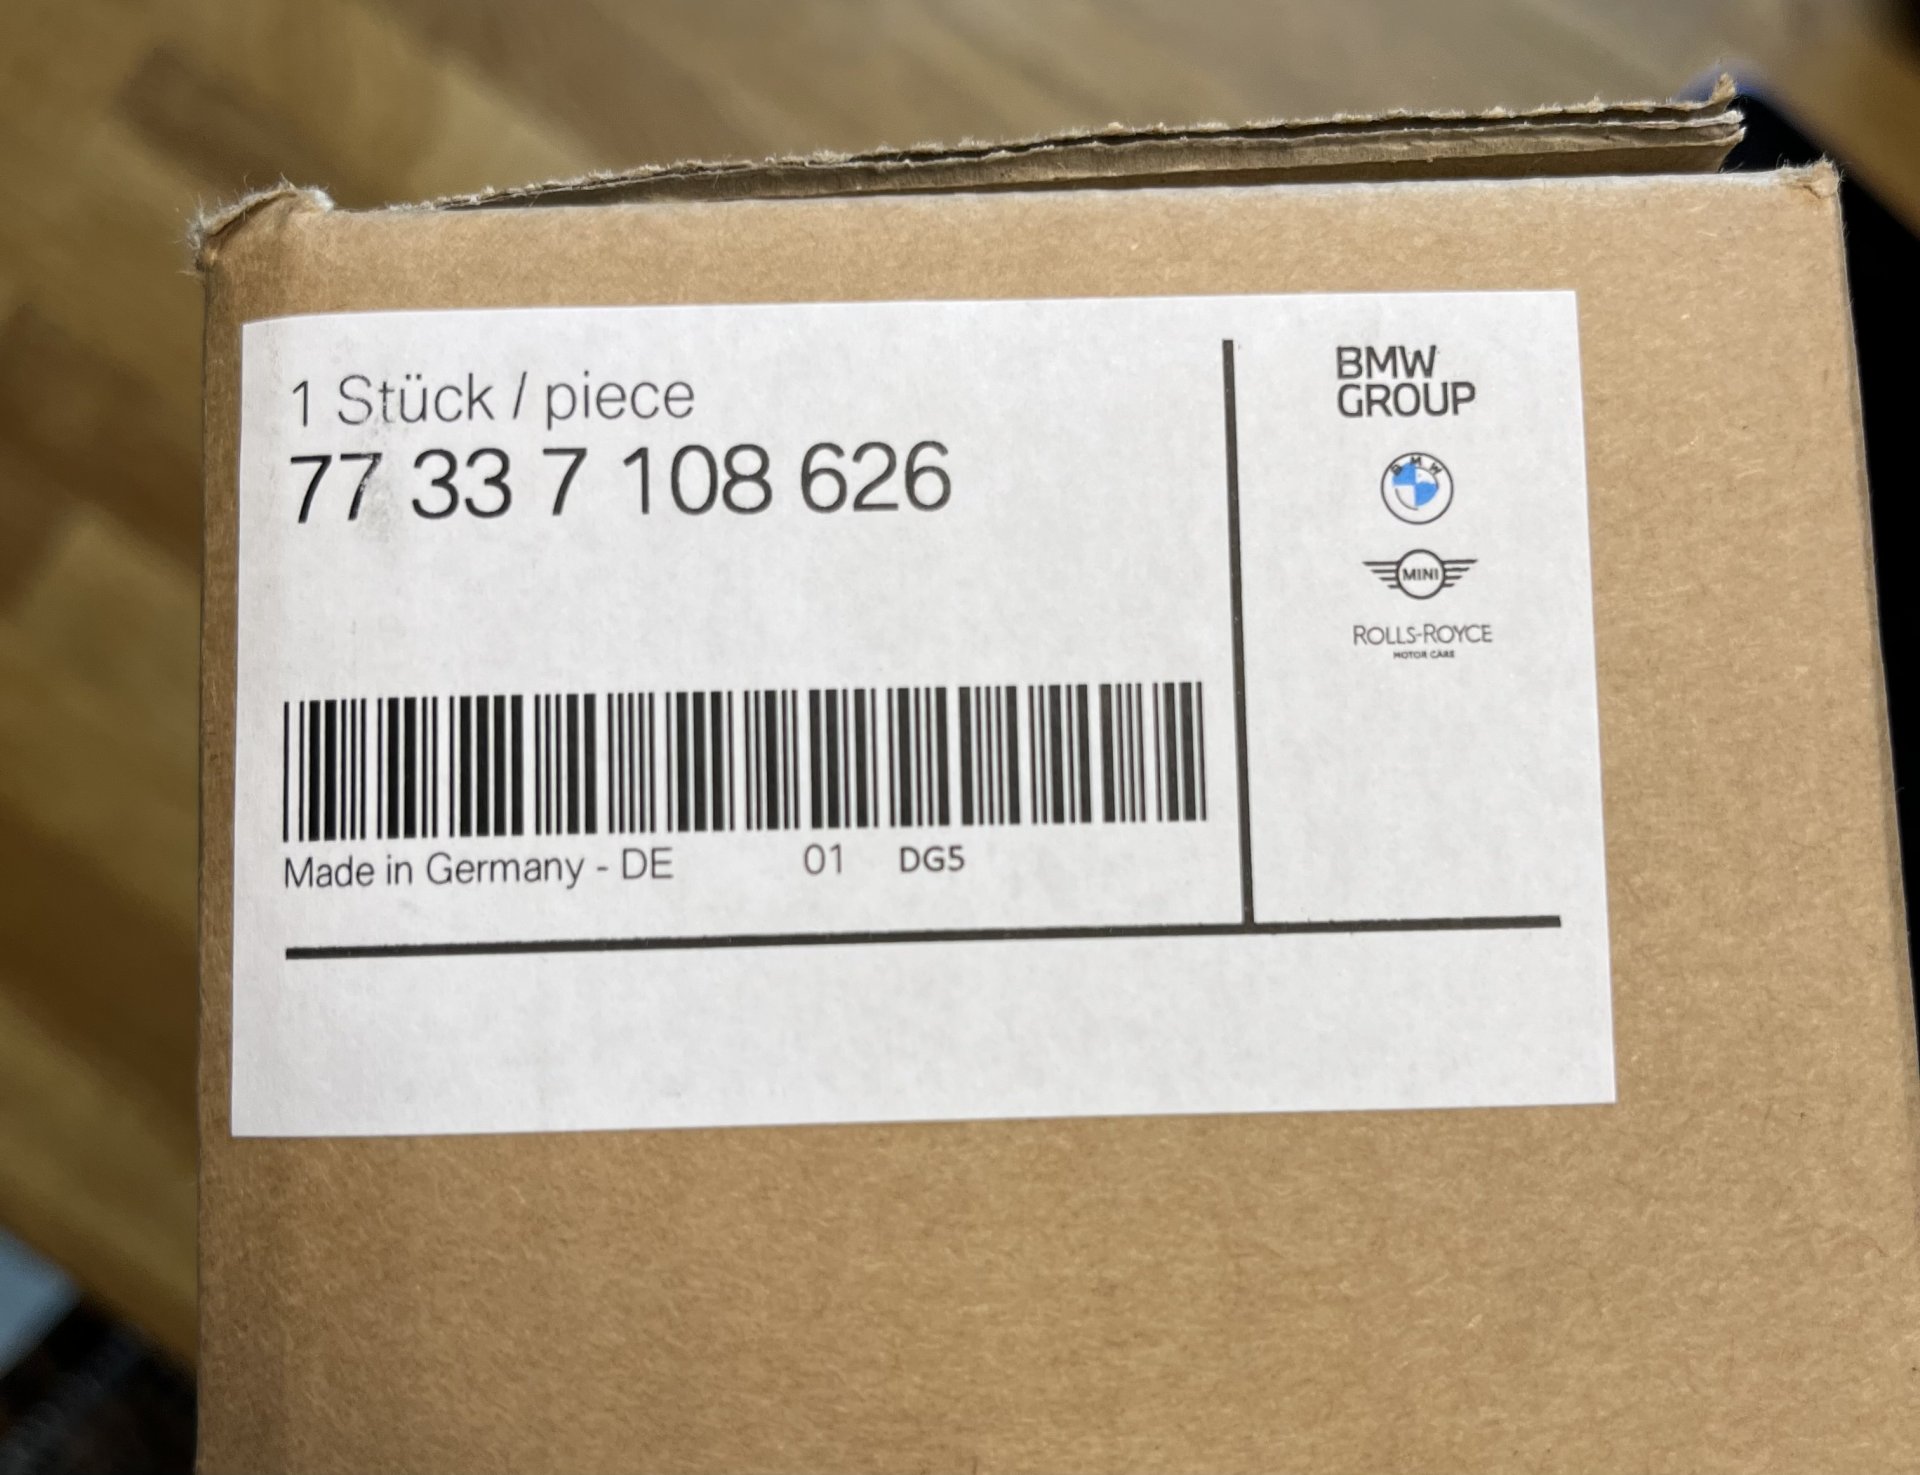 1 Stück / piece
77 33 7 108 626
Made in Germany - DE 01 DG5
BMW
GROUP
BMW
MINI
ROLLS-ROYCE
MOTOR CARS